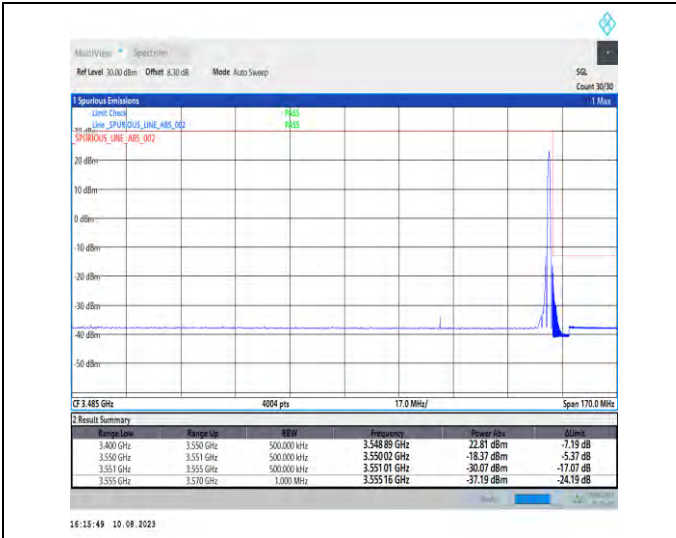 MultiView Spectrum
Ref Level 30.00 dBm Offset 8.30 dB Mode Auto Sweep SGL
Count 30/30
1 Spurious Emissions 1 Max
Limit Check PASS
Line _SPURIOUS_LINE_ABS_002 PASS
_SPURIOUS_LINE_ABS_002
20 dBm
10 dBm
0 dBm
-10 dBm
-20 dBm
-30 dBm
-40 dBm
-50 dBm
CF 3.485 GHz 4004 pts 17.0 MHz/ Span 170.0 MHz
2 Result Summary
Range Low Range Up RBW Frequency Power Abs ΔLimit
3.400 GHz 3.550 GHz 500.000 kHz 3.548 89 GHz 22.81 dBm -7.19 dB
3.550 GHz 3.551 GHz 500.000 kHz 3.550 02 GHz -18.37 dBm -5.37 dB
3.551 GHz 3.555 GHz 500.000 kHz 3.551 01 GHz -30.07 dBm -17.07 dB
3.555 GHz 3.570 GHz 1.000 MHz 3.555 16 GHz -37.19 dBm -24.19 dB
16:15:49 10.08.2023